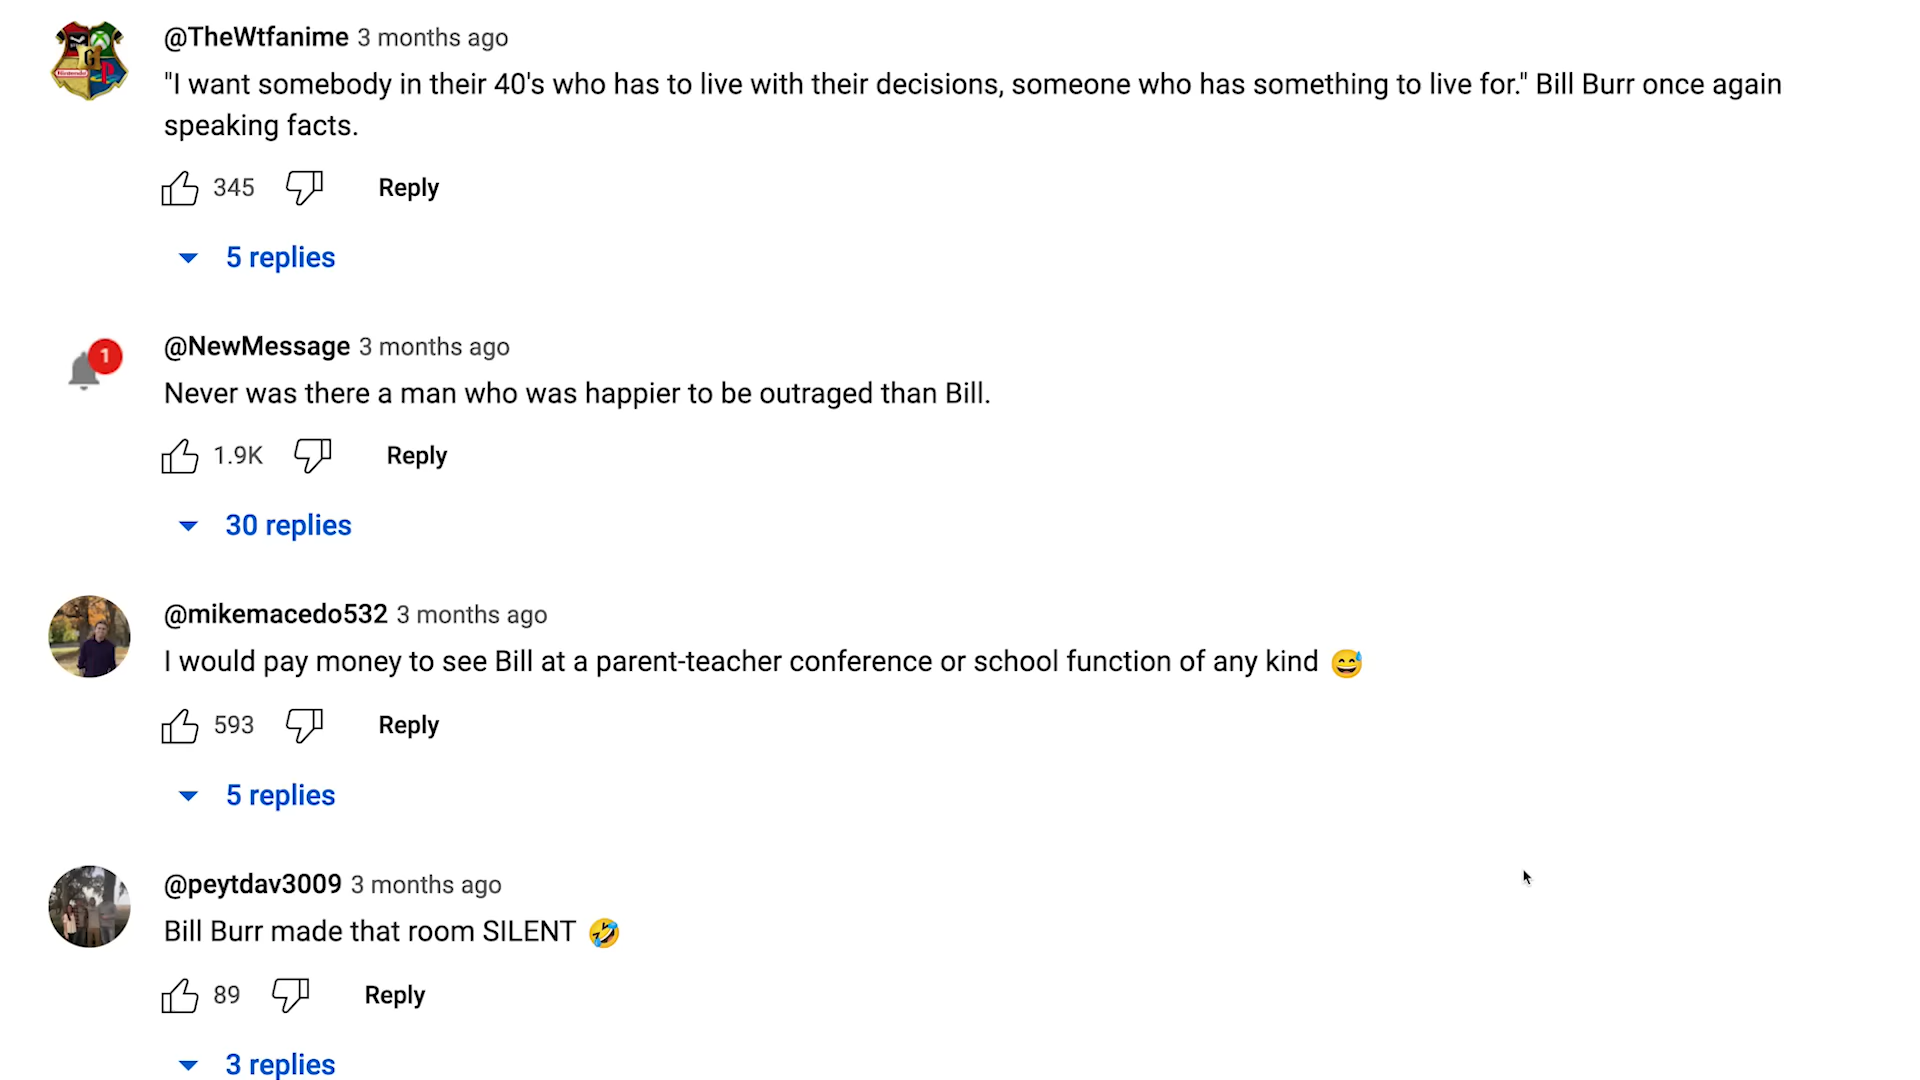 @TheWtfanime 3 months ago
"I want somebody in their 40's who has to live with their decisions, someone who has something to live for." Bill Burr once again
speaking facts.
345 Reply
5 replies
1
@NewMessage 3 months ago
Never was there a man who was happier to be outraged than Bill.
1.9K Reply
30 replies
@mikemacedo532 3 months ago
I would pay money to see Bill at a parent-teacher conference or school function of any kind 😅
593 Reply
5 replies
@peytdav3009 3 months ago
Bill Burr made that room SILENT 🤣
89 Reply
3 replies